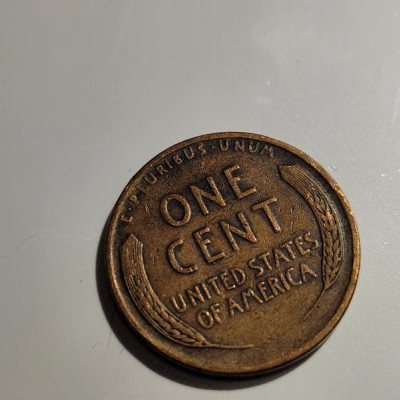 E·PLURIBUS·UNUM
ONE
CENT
UNITED STATES
OF AMERICA